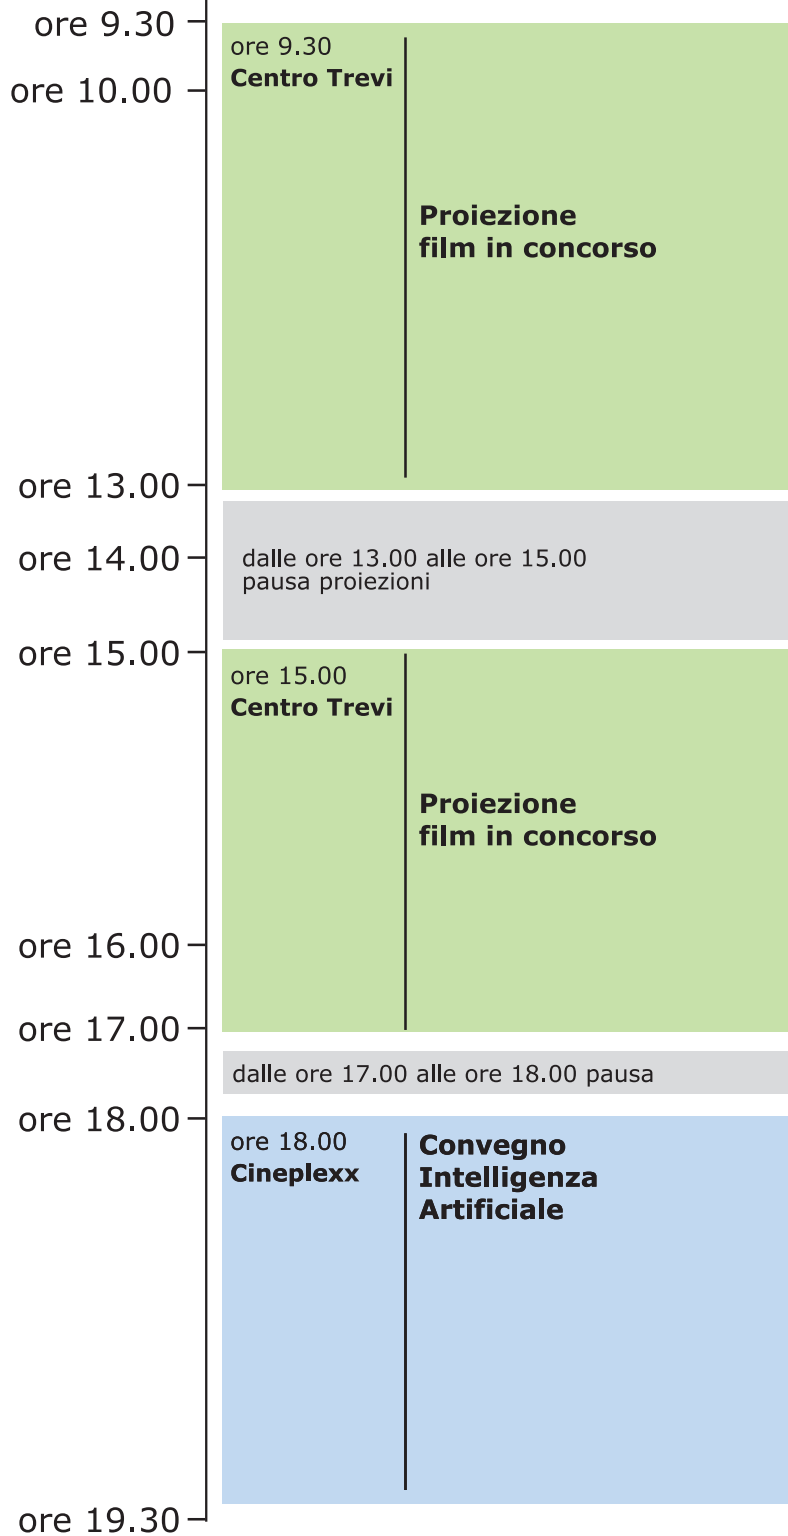 ore 9.30
ore 9.30
Centro Trevi
ore 10.00
Proiezione
film in concorso
ore 13.00
ore 14.00
dalle ore 13.00 alle ore 15.00
pausa proiezioni
ore 15.00
ore 15.00
Centro Trevi
Proiezione
film in concorso
ore 16.00
ore 17.00
dalle ore 17.00 alle ore 18.00 pausa
ore 18.00
ore 18.00
Cineplexx
Convegno
Intelligenza
Artificiale
ore 19.30